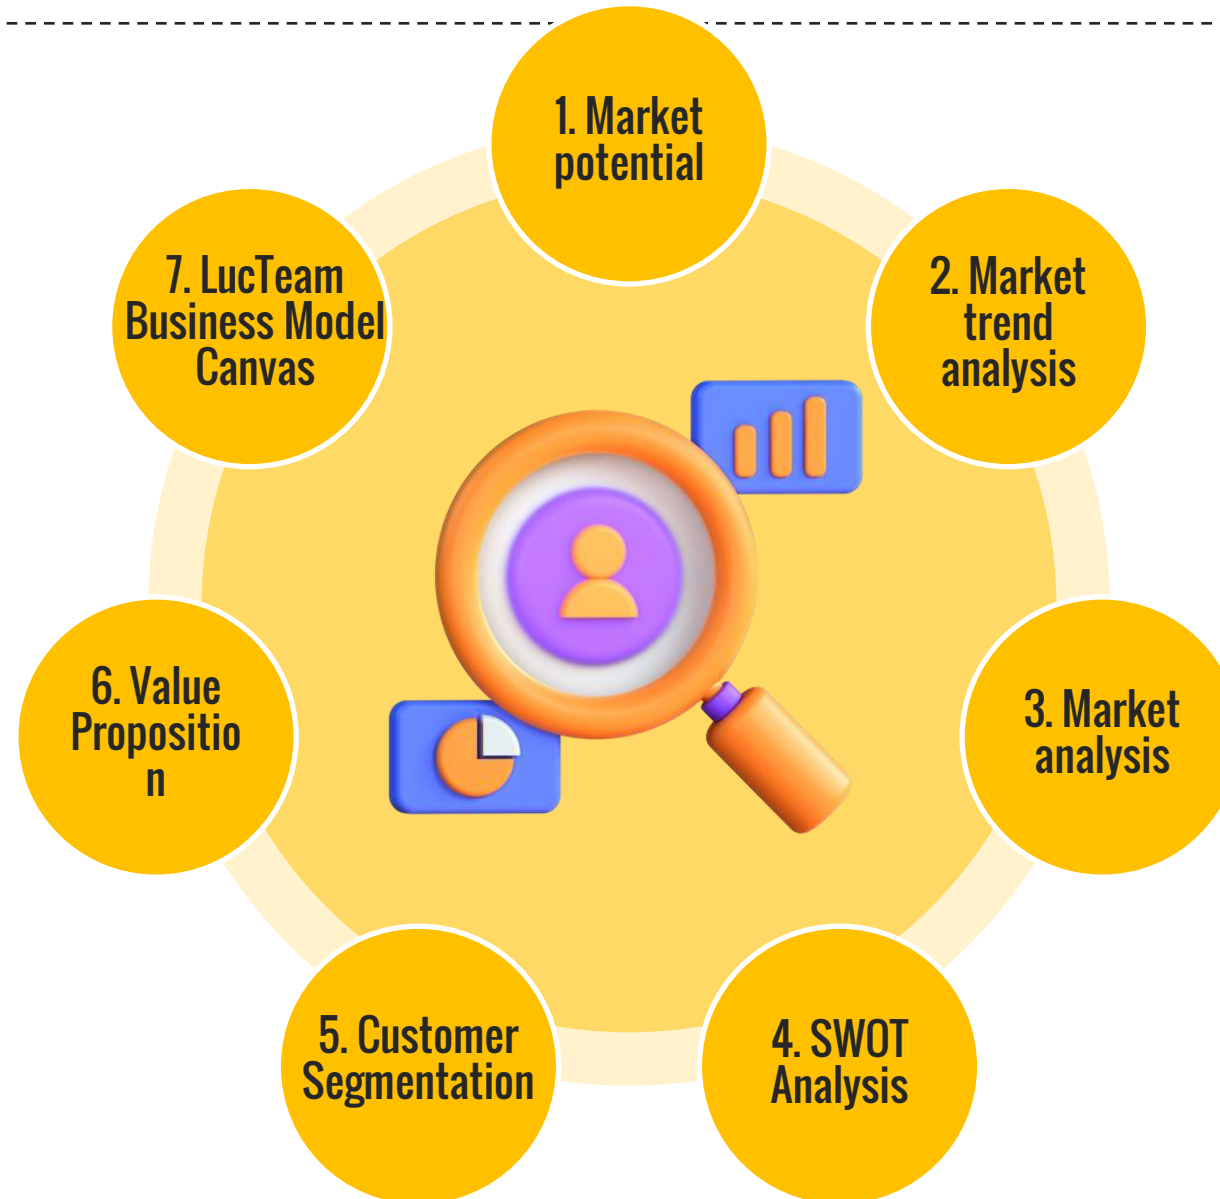 1. Market
potential
2. Market
trend
analysis
3. Market
analysis
4. SWOT
Analysis
5. Customer
Segmentation
6. Value
Propositio
n
7. LucTeam
Business Model
Canvas